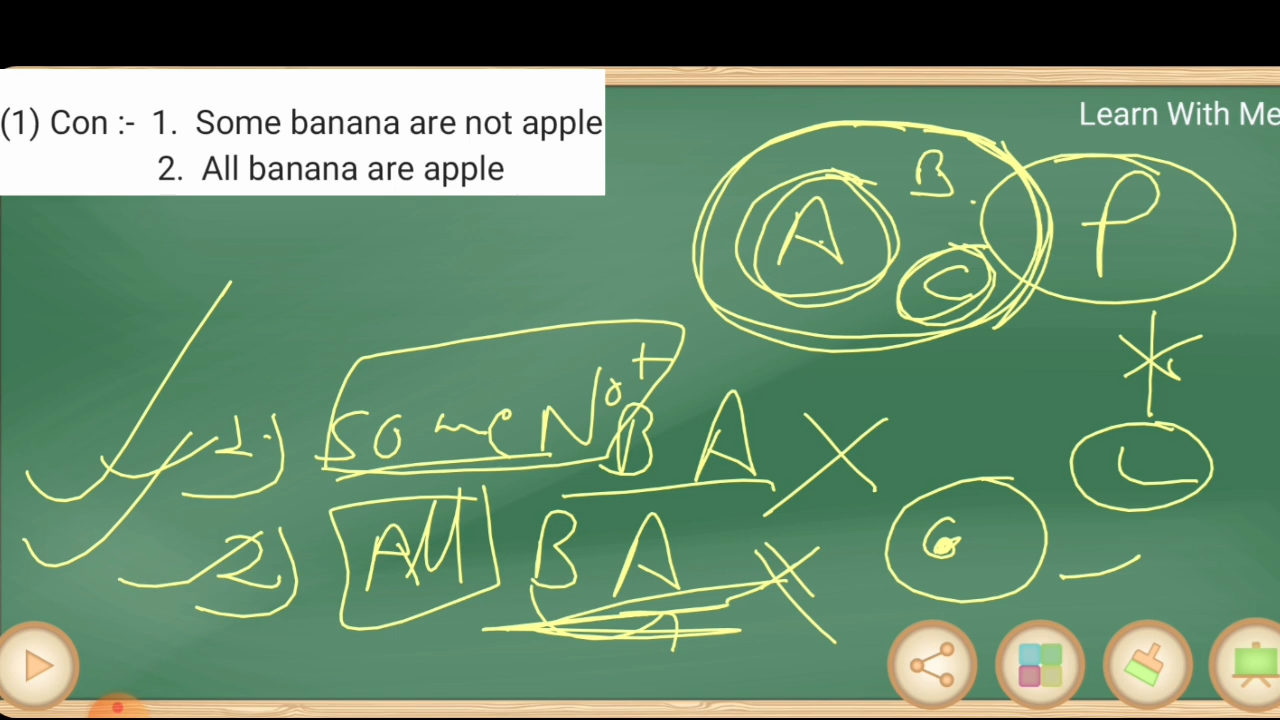 (1) Con :- 1. Some banana are not apple
2. All banana are apple
Learn With Me
A B C P
1) Some Not B A X
C
2) All B A X
G